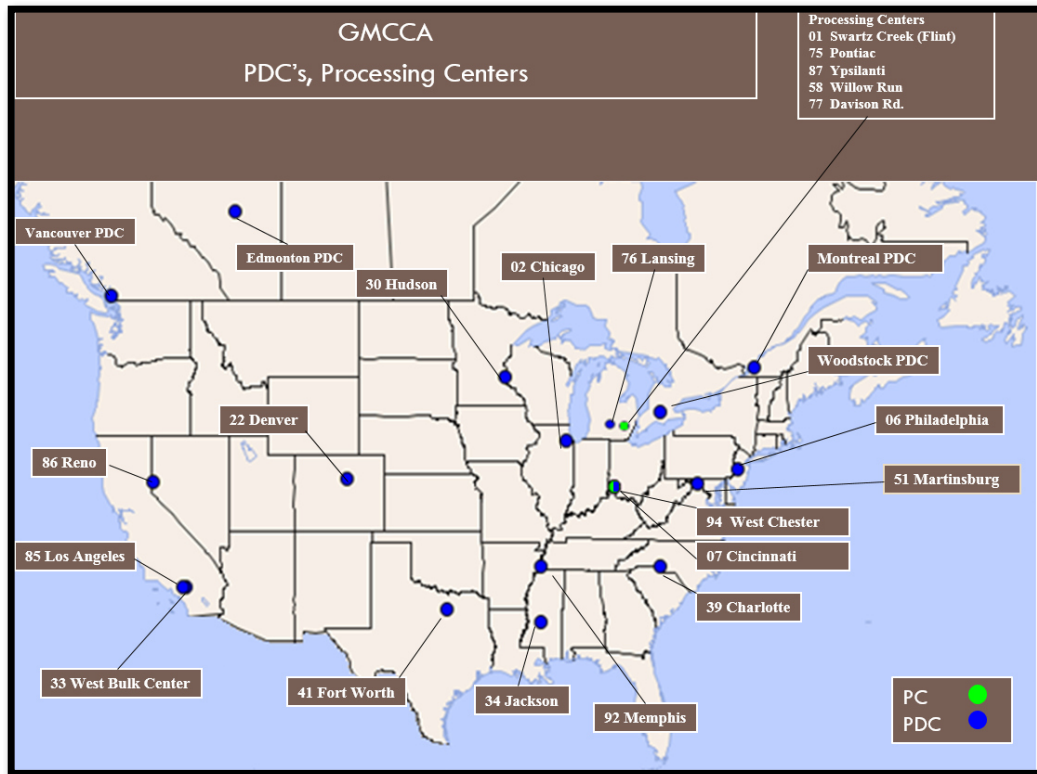 GMCCA
PDC's, Processing Centers
Processing Centers
01 Swartz Creek (Flint)
75 Pontiac
87 Ypsilanti
58 Willow Run
77 Davison Rd.
Vancouver PDC
Edmonton PDC
30 Hudson
02 Chicago
76 Lansing
Montreal PDC
Woodstock PDC
22 Denver
06 Philadelphia
86 Reno
51 Martinsburg
94 West Chester
85 Los Angeles
07 Cincinnati
39 Charlotte
33 West Bulk Center
41 Fort Worth
34 Jackson
92 Memphis
PC
PDC